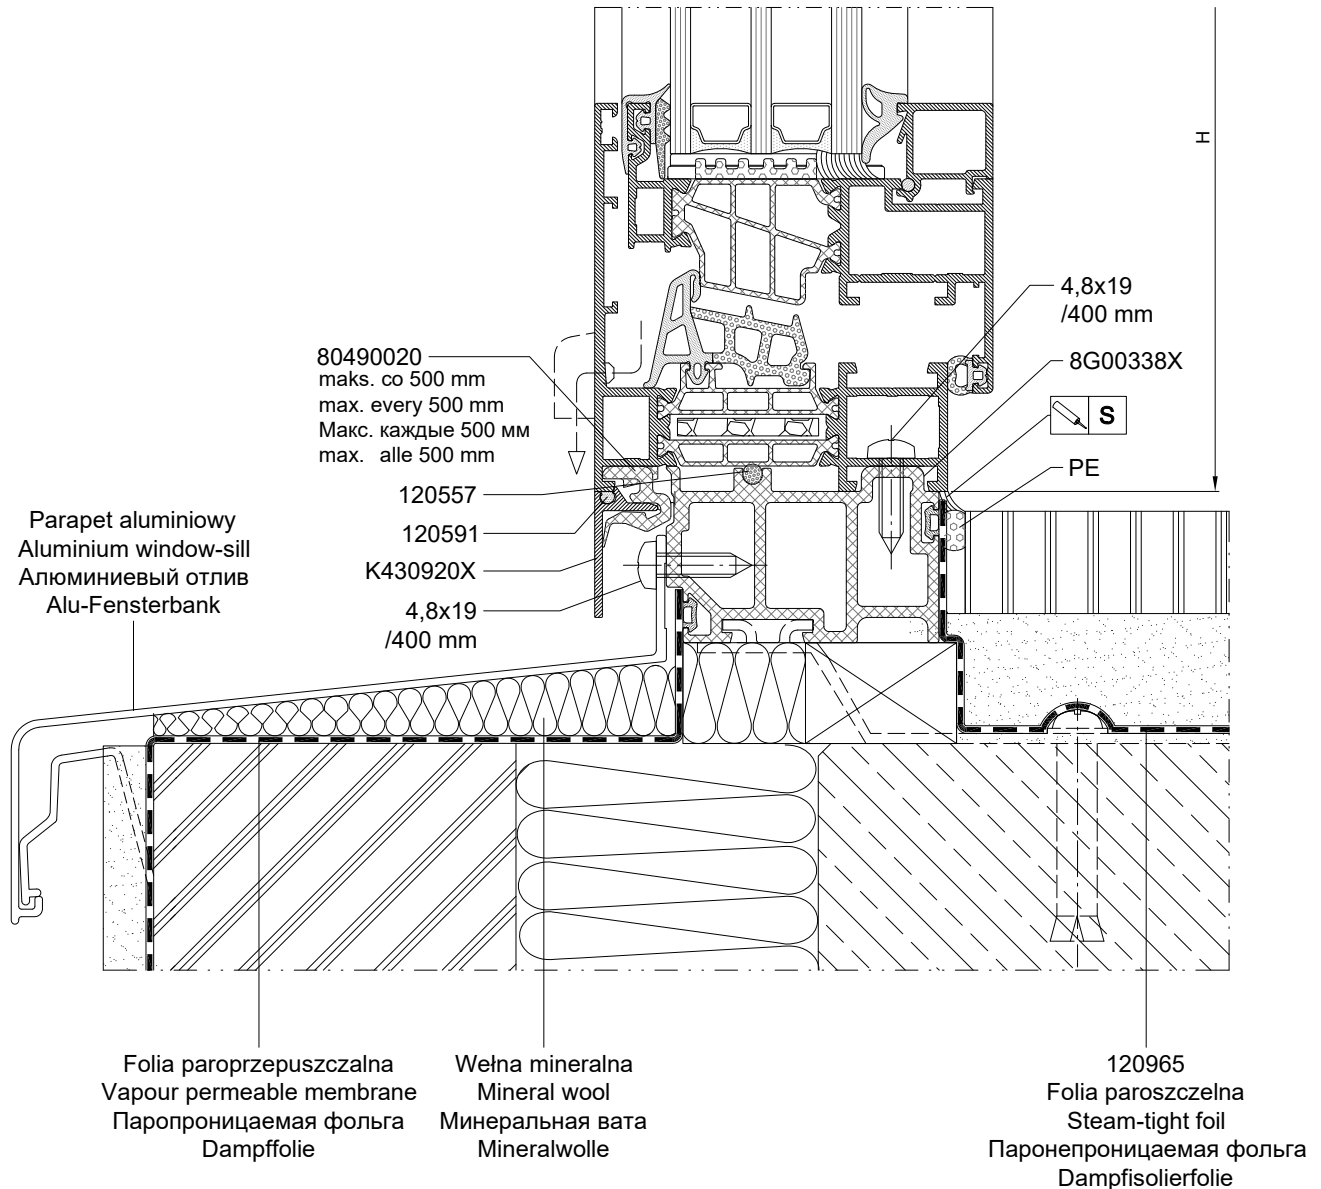 H
4,8x19
/400 mm
8G00338X
S
PE
80490020
maks. co 500 mm
max. every 500 mm
Макс. каждые 500 мм
max. alle 500 mm
120557
120591
K430920X
4,8x19
/400 mm
Parapet aluminiowy
Aluminium window-sill
Алюминиевый отлив
Alu-Fensterbank
Folia paroprzepuszczalna
Vapour permeable membrane
Паропроницаемая фольга
Dampffolie
Wełna mineralna
Mineral wool
Минеральная вата
Mineralwolle
120965
Folia paroszczelna
Steam-tight foil
Паронепроницаемая фольга
Dampfisolierfolie